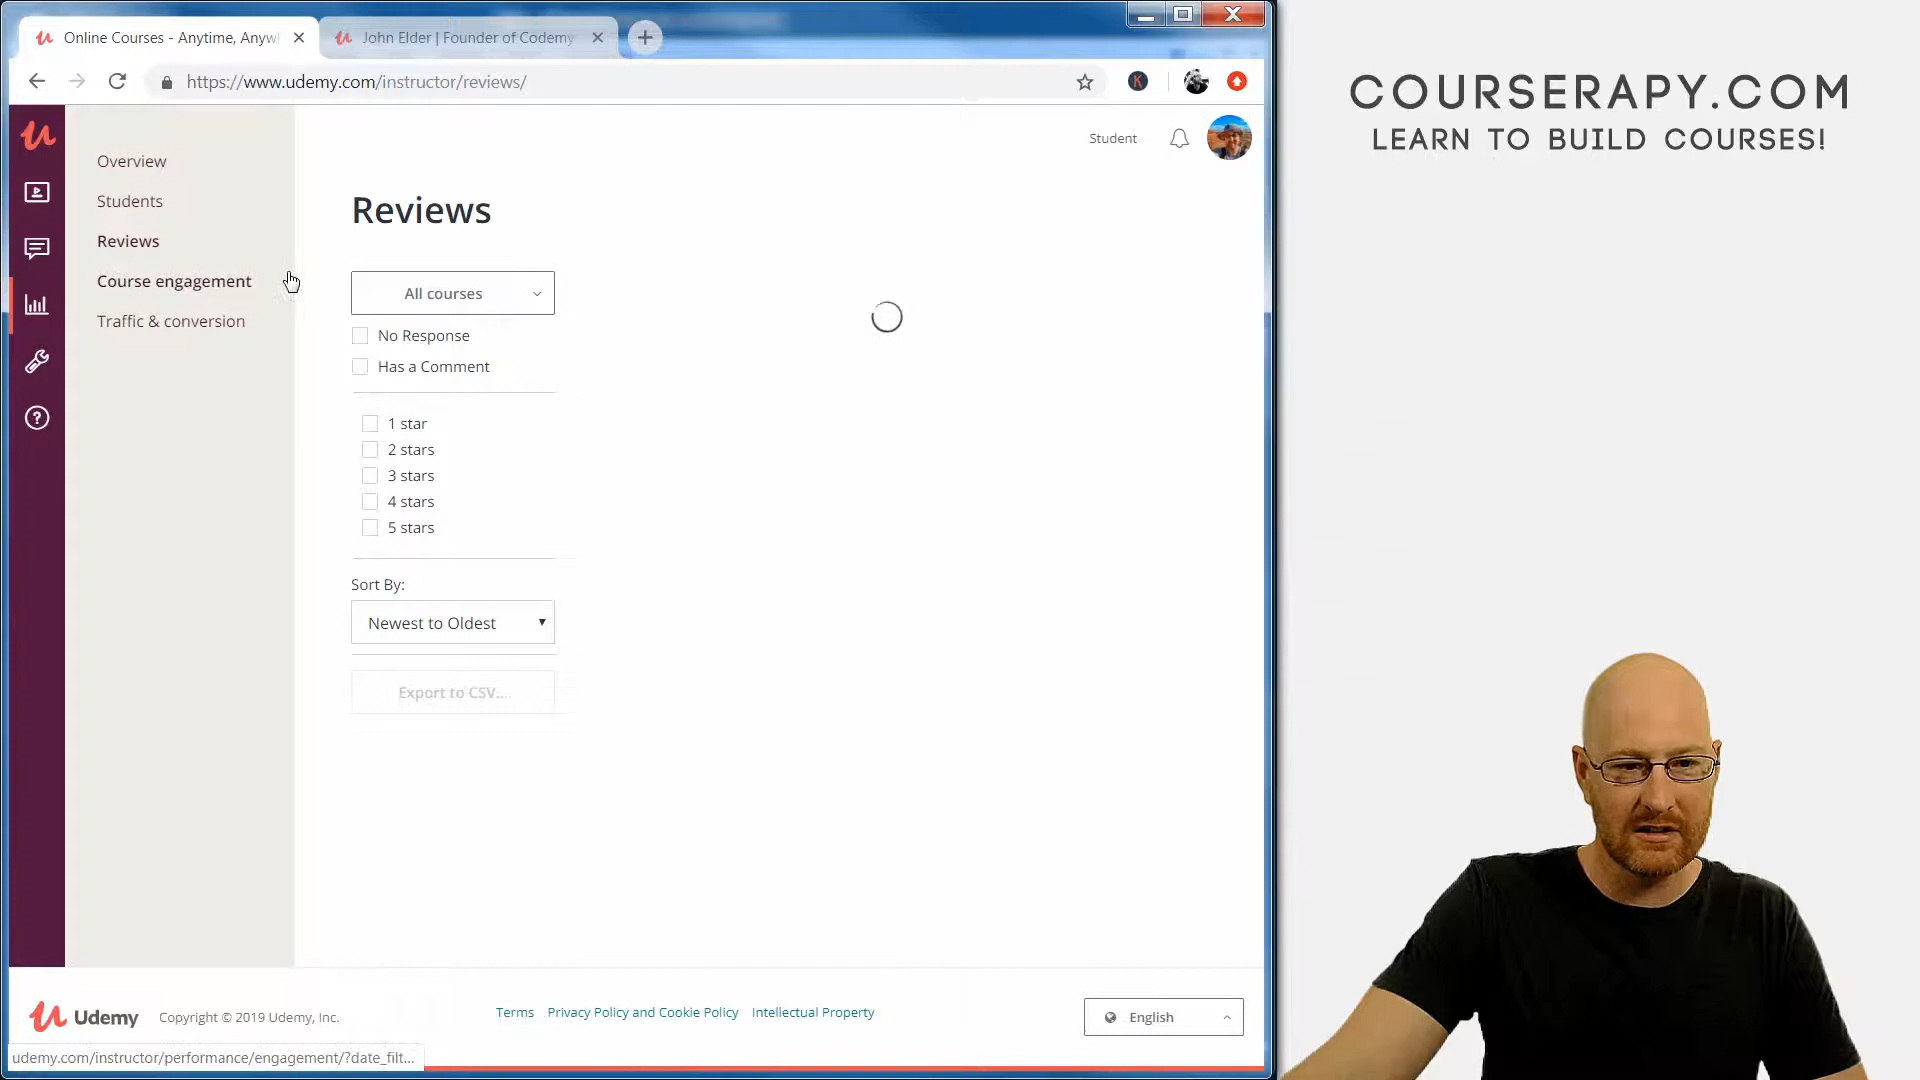 Online Courses - Anytime, Anyw
John Elder | Founder of Codemy
https://www.udemy.com/instructor/reviews/
K
COURSERAPY.COM
LEARN TO BUILD COURSES!
Student
Overview
Students
Reviews
Course engagement
Traffic & conversion
Reviews
All courses
No Response
Has a Comment
1 star
2 stars
3 stars
4 stars
5 stars
Sort By:
Newest to Oldest
Export to CSV....
Udemy
Copyright © 2019 Udemy, Inc.
Terms
Privacy Policy and Cookie Policy
Intellectual Property
English
udemy.com/instructor/performance/engagement/?date_filt...